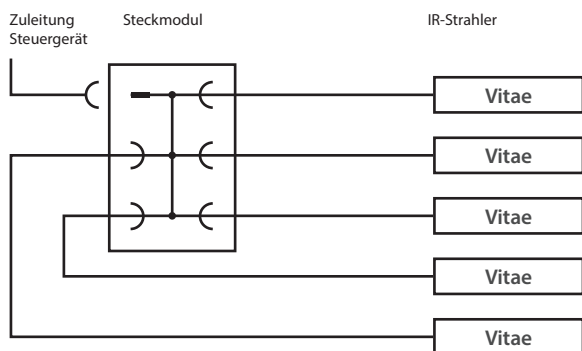 Zuleitung
Steuergerät
Steckmodul
IR-Strahler
Vitae
Vitae
Vitae
Vitae
Vitae